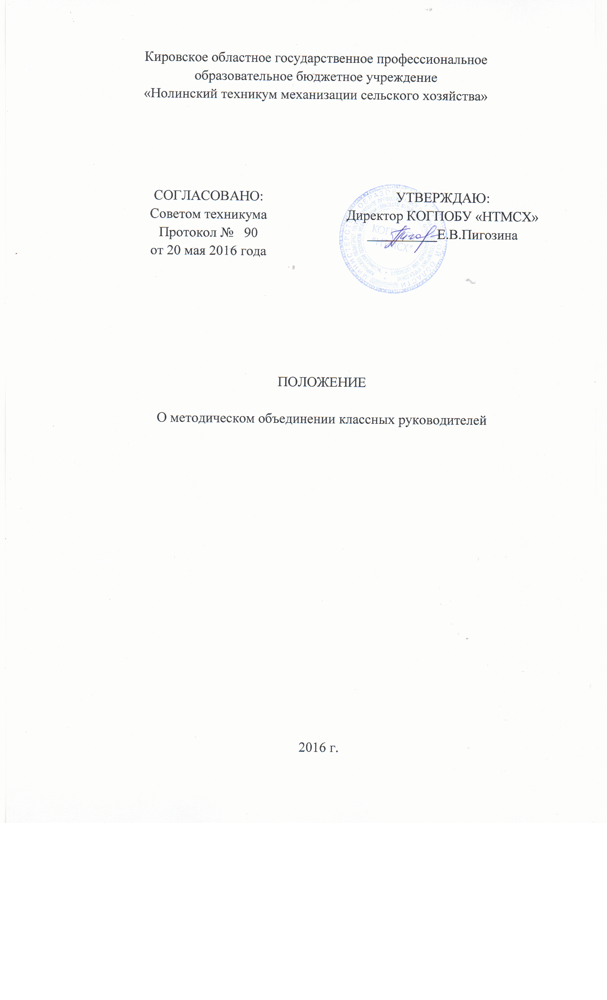 Кировское областное государственное профессиональное
образовательное бюджетное учреждение
«Нолинский техникум механизации сельского хозяйства»
СОГЛАСОВАНО:
Советом техникума
Протокол № 90
от 20 мая 2016 года
УТВЕРЖДАЮ:
Директор КОГПОБУ «НТМСХ»
Е.В.Пигозина
"НТМСХ"
ПОЛОЖЕНИЕ
О методическом объединении классных руководителей
2016 г.